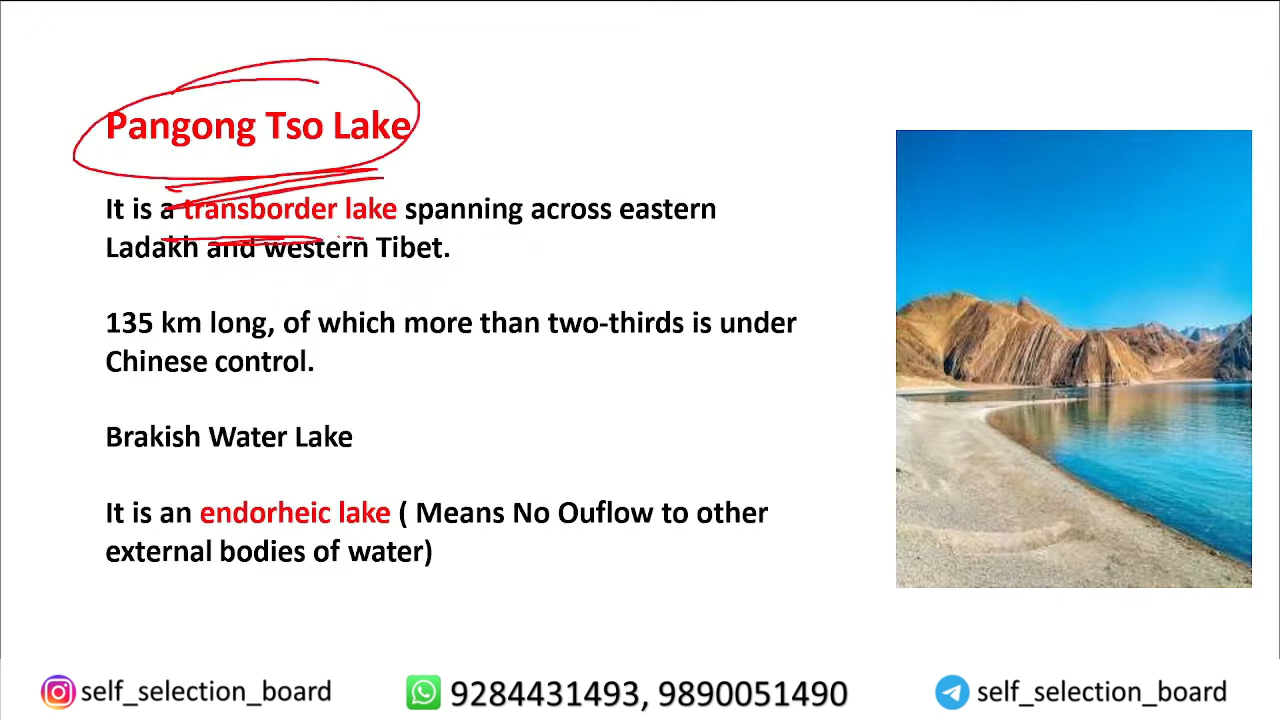 Pangong Tso Lake
It is a transborder lake spanning across eastern
Ladakh and western Tibet.
135 km long, of which more than two-thirds is under
Chinese control.
Brakish Water Lake
It is an endorheic lake ( Means No Ouflow to other
external bodies of water)
self_selection_board 9284431493, 9890051490 self_selection_board